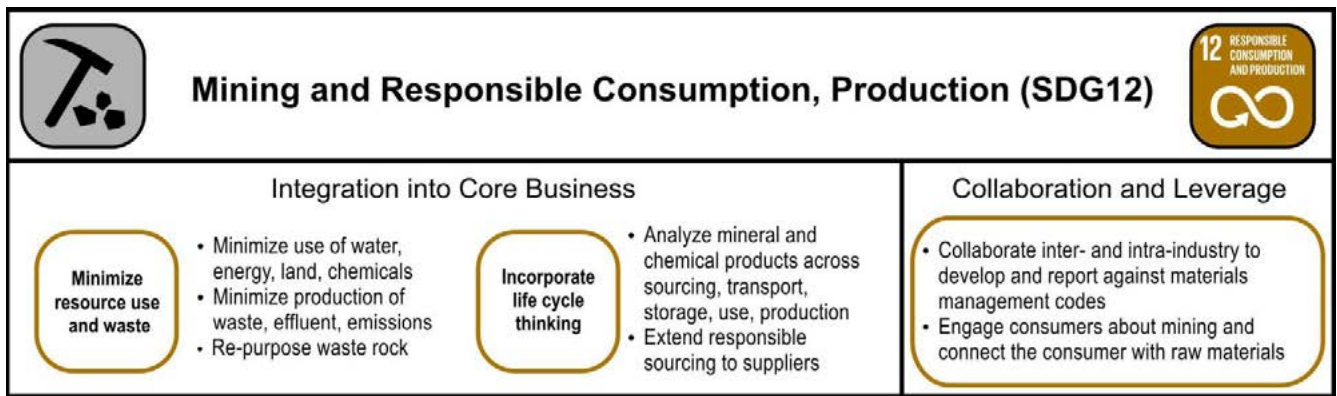 Mining and Responsible Consumption, Production (SDG12)
12 RESPONSIBLE
CONSUMPTION
AND PRODUCTION
Integration into Core Business
Minimize
resource use
and waste
• Minimize use of water,
energy, land, chemicals
• Minimize production of
waste, effluent, emissions
• Re-purpose waste rock
Incorporate
life cycle
thinking
• Analyze mineral and
chemical products across
sourcing, transport,
storage, use, production
• Extend responsible
sourcing to suppliers
Collaboration and Leverage
• Collaborate inter- and intra-industry to
develop and report against materials
management codes
• Engage consumers about mining and
connect the consumer with raw materials